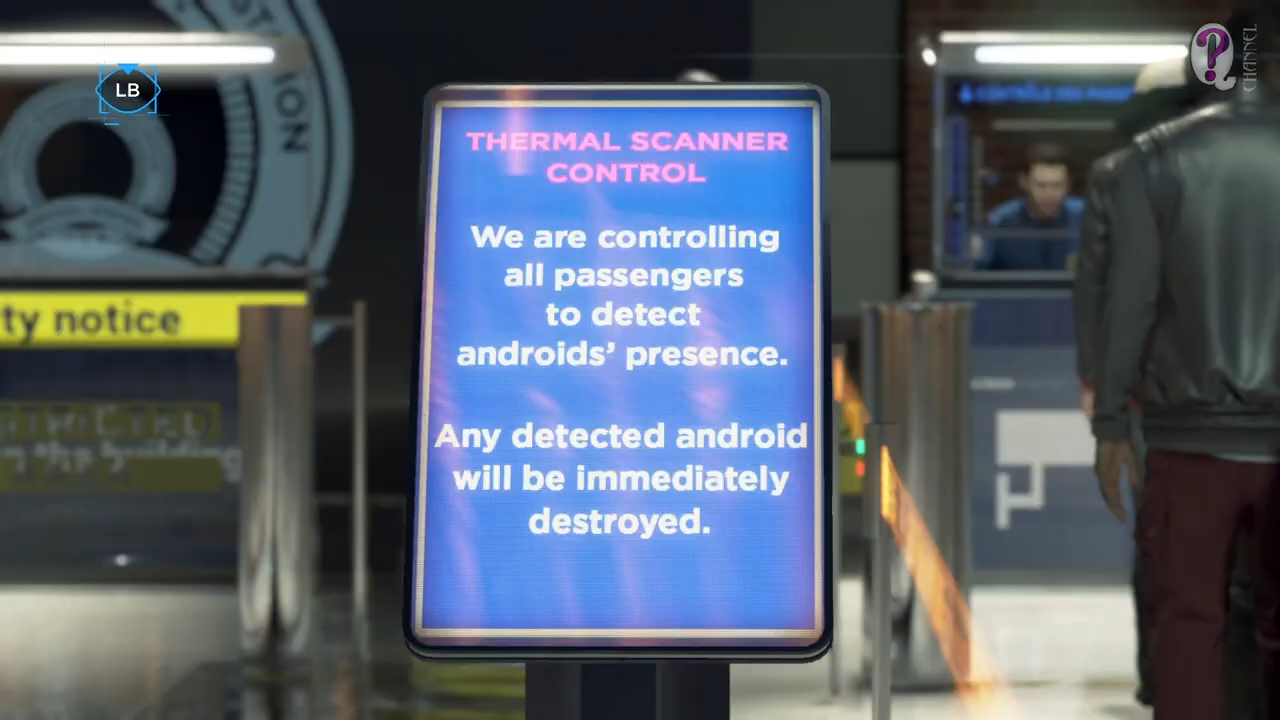 LB
CHANNEL
THERMAL SCANNER
CONTROL
We are controlling
all passengers
to detect
androids’ presence.
Any detected android
will be immediately
destroyed.
ty notice